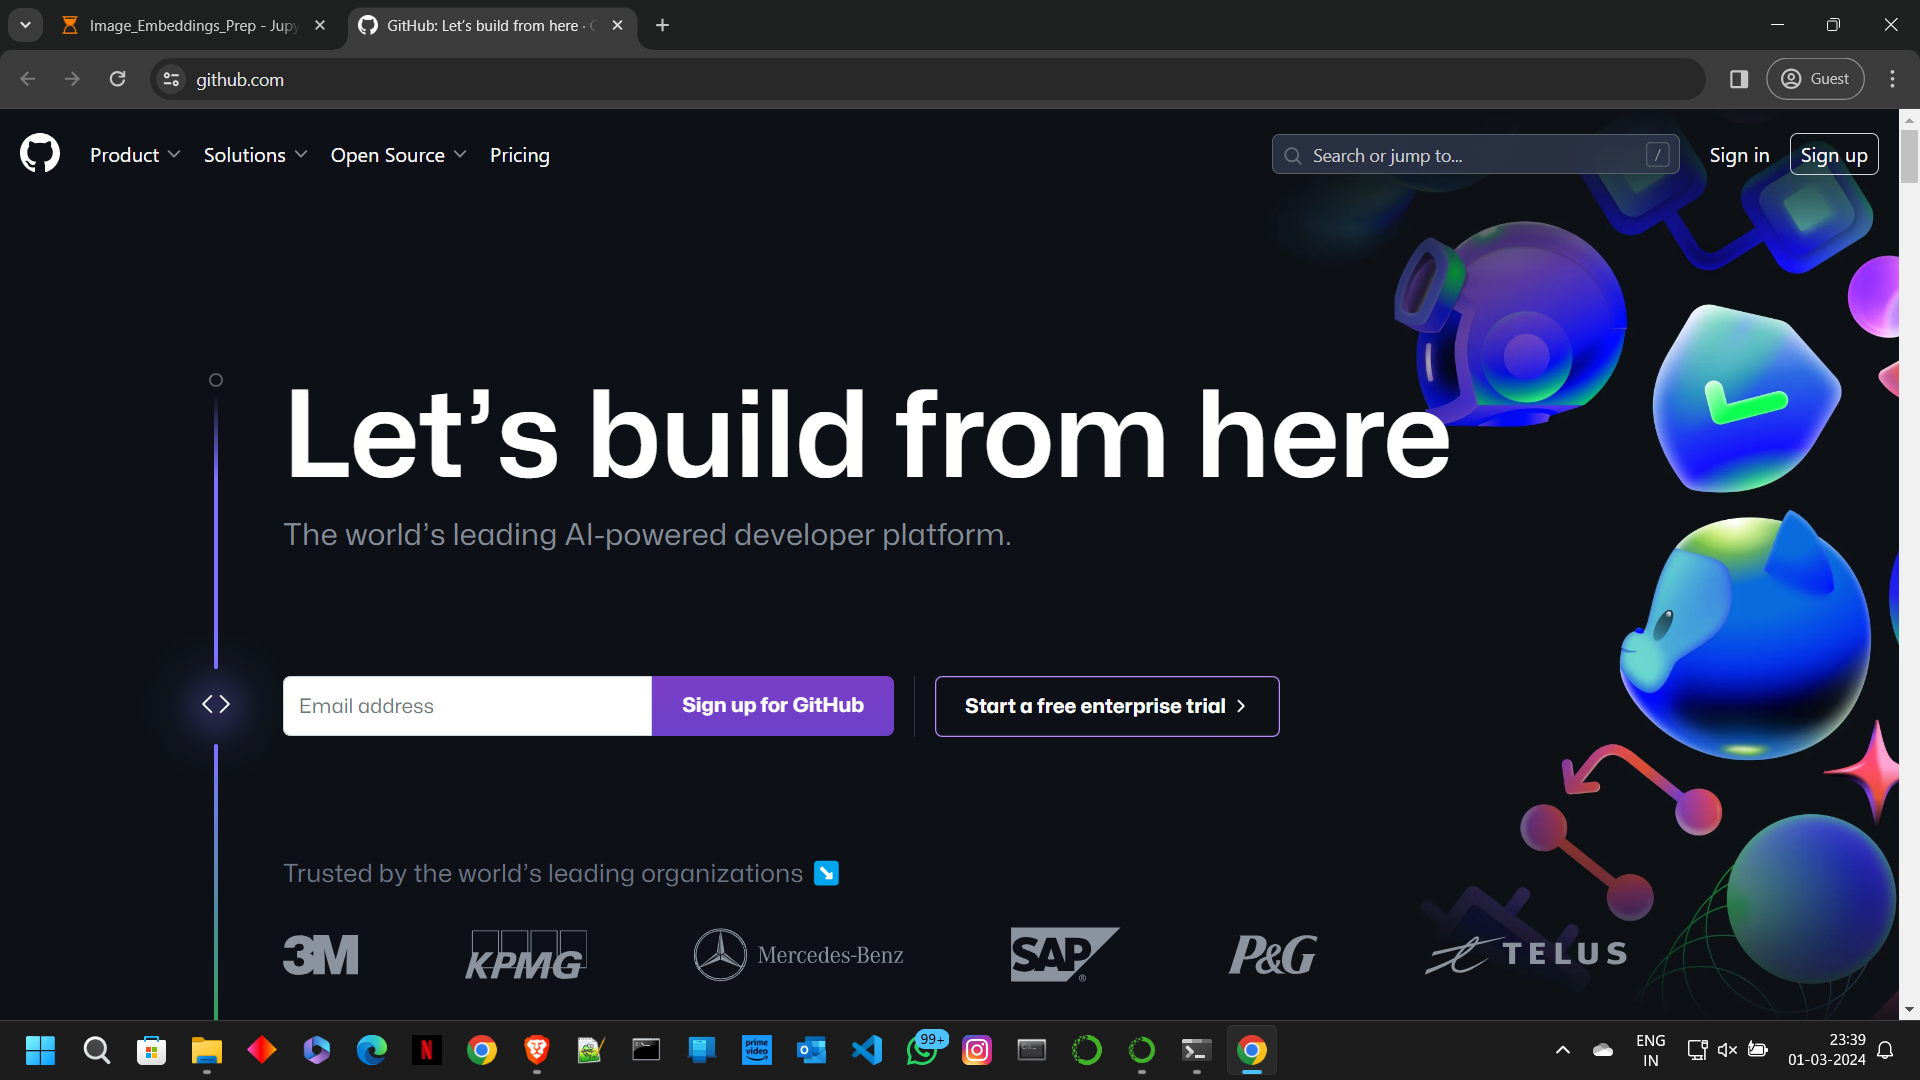 Image_Embeddings_Prep - Jupy
GitHub: Let's build from here ·
github.com
Guest
Product
Solutions
Open Source
Pricing
Search or jump to...
/
Sign in
Sign up
Let's build from here
The world's leading AI-powered developer platform.
Email address
Sign up for GitHub
Start a free enterprise trial
Trusted by the world's leading organizations
3M
KPMG
Mercedes-Benz
SAP
®
P&G
TELUS
N
prime video
99+
ENG
IN
23:39
01-03-2024